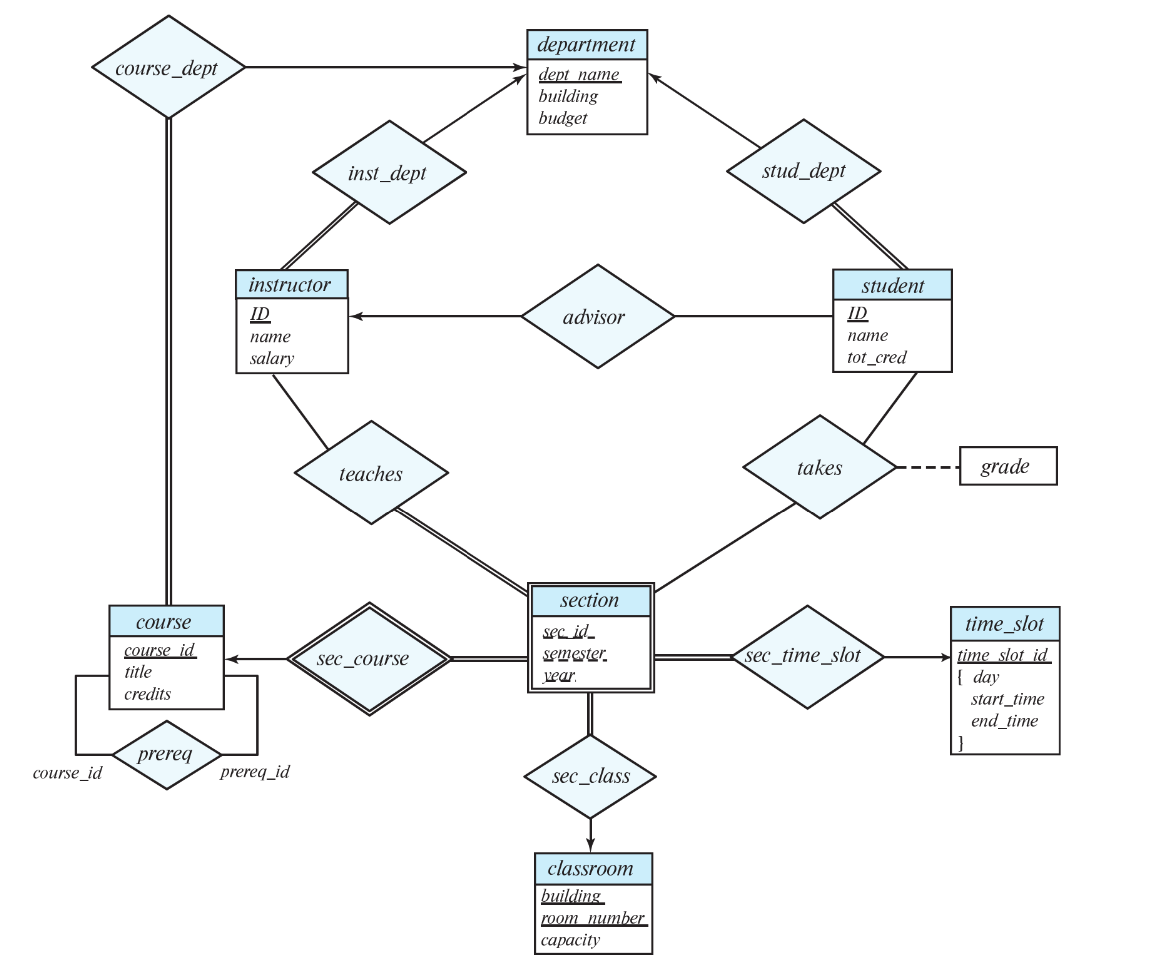 department
course_dept
dept_name
building
budget
inst_dept
stud_dept
instructor
ID
name
salary
advisor
student
ID
name
tot_cred
teaches
takes
grade
section
sec_id
semester
year
course
course_id
title
credits
sec_course
sec_time_slot
time_slot
time_slot_id
{ day
start_time
end_time
}
prereq
course_id
prereq_id
sec_class
classroom
building
room_number
capacity